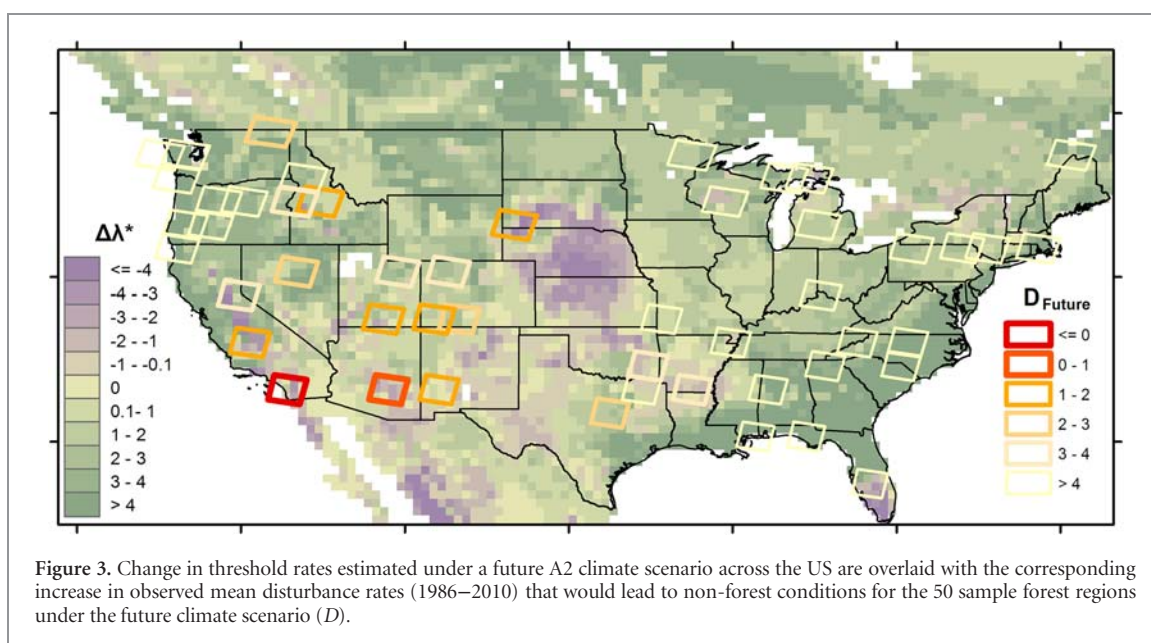 Δλ*
<= -4
-4 - -3
-3 - -2
-2 - -1
-1 - -0.1
0
0.1- 1
1 - 2
2 - 3
3 - 4
> 4
D Future
<= 0
0 - 1
1 - 2
2 - 3
3 - 4
> 4
Figure 3. Change in threshold rates estimated under a future A2 climate scenario across the US are overlaid with the corresponding
increase in observed mean disturbance rates (1986−2010) that would lead to non-forest conditions for the 50 sample forest regions
under the future climate scenario (D).